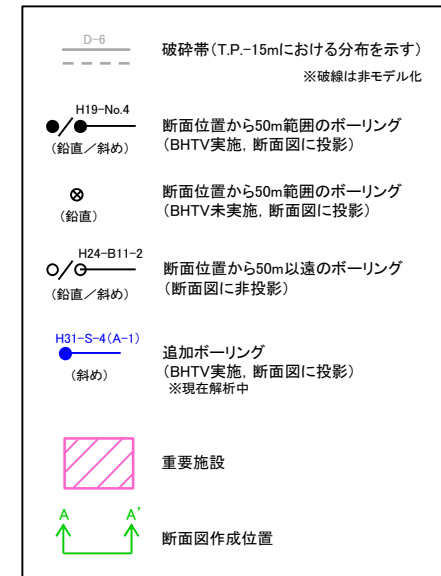 D-6
破砕帯(T.P.-15mにおける分布を示す)
※破線は非モデル化
H19-No.4
(鉛直／斜め)
断面位置から50m範囲のボーリング
(BHTV実施, 断面図に投影)
(鉛直)
断面位置から50m範囲のボーリング
(BHTV未実施, 断面図に投影)
H24-B11-2
(鉛直／斜め)
断面位置から50m以遠のボーリング
(断面図に非投影)
H31-S-4(A-1)
(斜め)
追加ボーリング
(BHTV実施, 断面図に投影)
※現在解析中
重要施設
A A'
断面図作成位置